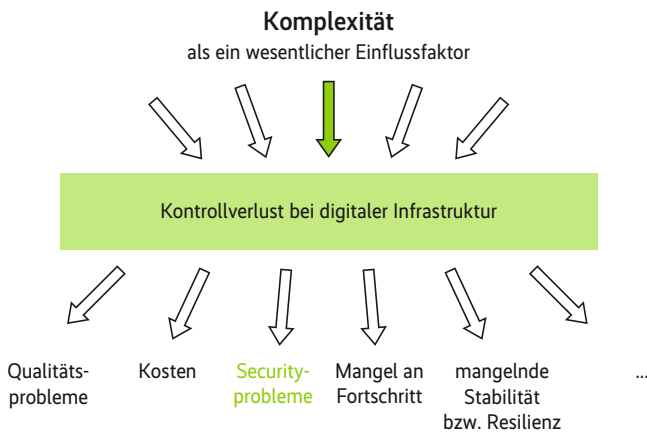 Komplexität
als ein wesentlicher Einflussfaktor
Kontrollverlust bei digitaler Infrastruktur
Qualitäts-
probleme
Kosten
Security-
probleme
Mangel an
Fortschritt
mangelnde
Stabilität
bzw. Resilienz
...